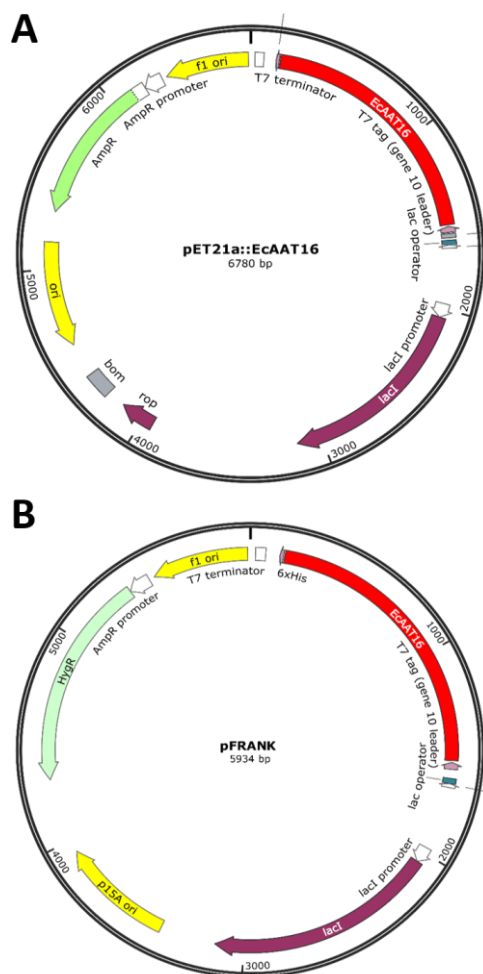 A
f1 ori
T7 terminator
AmpR promoter
AmpR
6000
1000
EcAAT16
T7 tag (gene 10 leader)
lac operator
pET21a::EcAAT16
6780 bp
5000
ori
2000
lacI promoter
lacI
bom
rop
4000
3000
B
f1 ori
T7 terminator
6xHis
AmpR promoter
5000
HygR
1000
EcAAT16
T7 tag (gene 10 leader)
lac operator
pFRANK
5934 bp
4000
p15A ori
2000
lacI promoter
lacI
3000